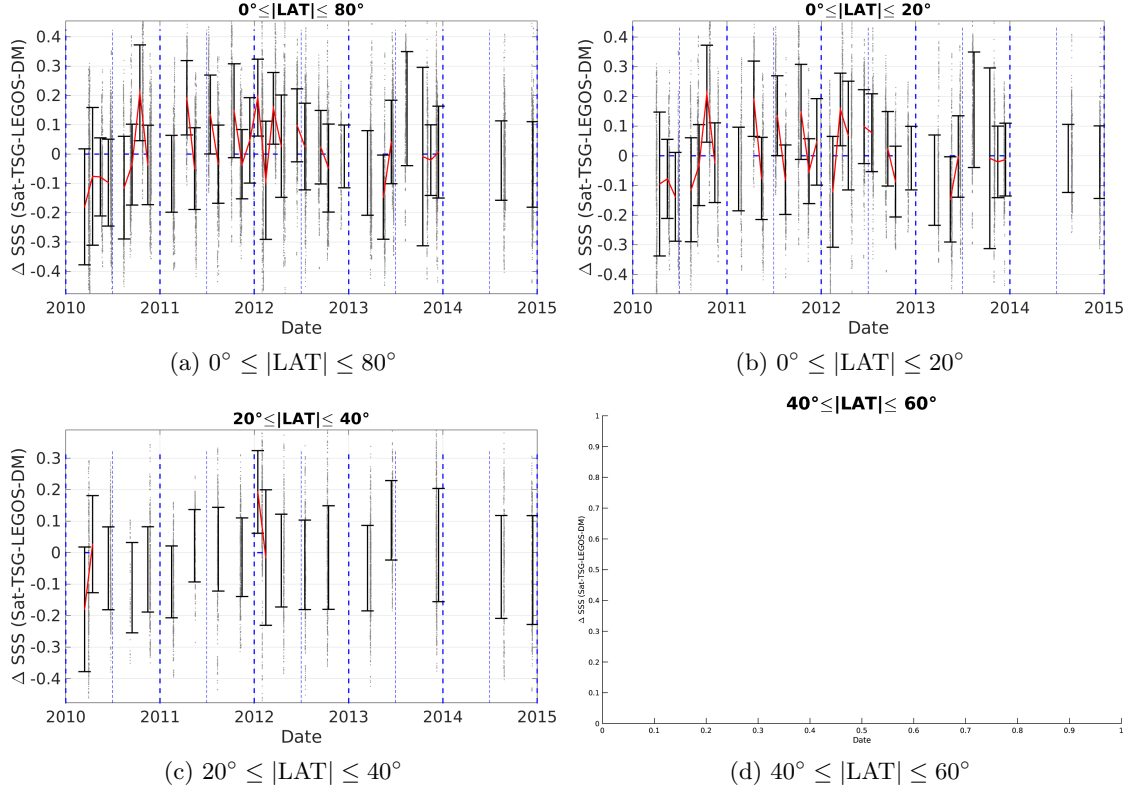 0°≤|LAT|≤ 80°
Δ SSS (Sat-TSG-LEGOS-DM)
0.4
0.3
0.2
0.1
0
-0.1
-0.2
-0.3
-0.4
2010 2011 2012 2013 2014 2015
Date
(a) 0° ≤ |LAT| ≤ 80°
0°≤|LAT|≤ 20°
Δ SSS (Sat-TSG-LEGOS-DM)
0.4
0.3
0.2
0.1
0
-0.1
-0.2
-0.3
-0.4
2010 2011 2012 2013 2014 2015
Date
(b) 0° ≤ |LAT| ≤ 20°
20°≤|LAT|≤ 40°
Δ SSS (Sat-TSG-LEGOS-DM)
0.3
0.2
0.1
0
-0.1
-0.2
-0.3
-0.4
2010 2011 2012 2013 2014 2015
Date
(c) 20° ≤ |LAT| ≤ 40°
40°≤|LAT|≤ 60°
Δ SSS (Sat-TSG-LEGOS-DM)
1
0.9
0.8
0.7
0.6
0.5
0.4
0.3
0.2
0.1
0
0 0.1 0.2 0.3 0.4 0.5 0.6 0.7 0.8 0.9 1
Date
(d) 40° ≤ |LAT| ≤ 60°